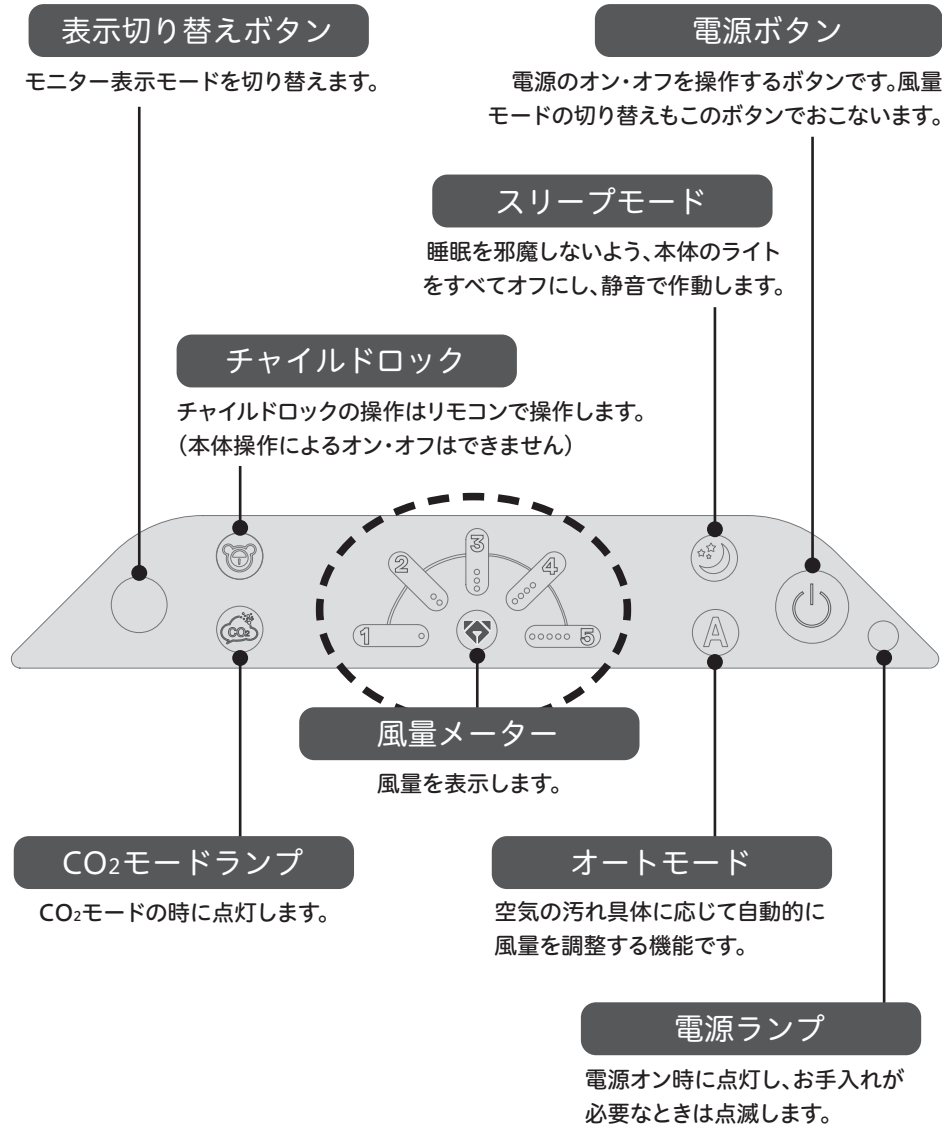 表示切り替えボタン
モニター表示モードを切り替えます。
電源ボタン
電源のオン・オフを操作するボタンです。風量
モードの切り替えもこのボタンでおこないます。
スリープモード
睡眠を邪魔しないよう、本体のライト
をすべてオフにし、静音で作動します。
チャイルドロック
チャイルドロックの操作はリモコンで操作します。
(本体操作によるオン・オフはできません)
1
2
3
4
5
CO₂
A
風量メーター
風量を表示します。
CO₂モードランプ
CO₂モードの時に点灯します。
オートモード
空気の汚れ具体に応じて自動的に
風量を調整する機能です。
電源ランプ
電源オン時に点灯し、お手入れが
必要なときは点滅します。